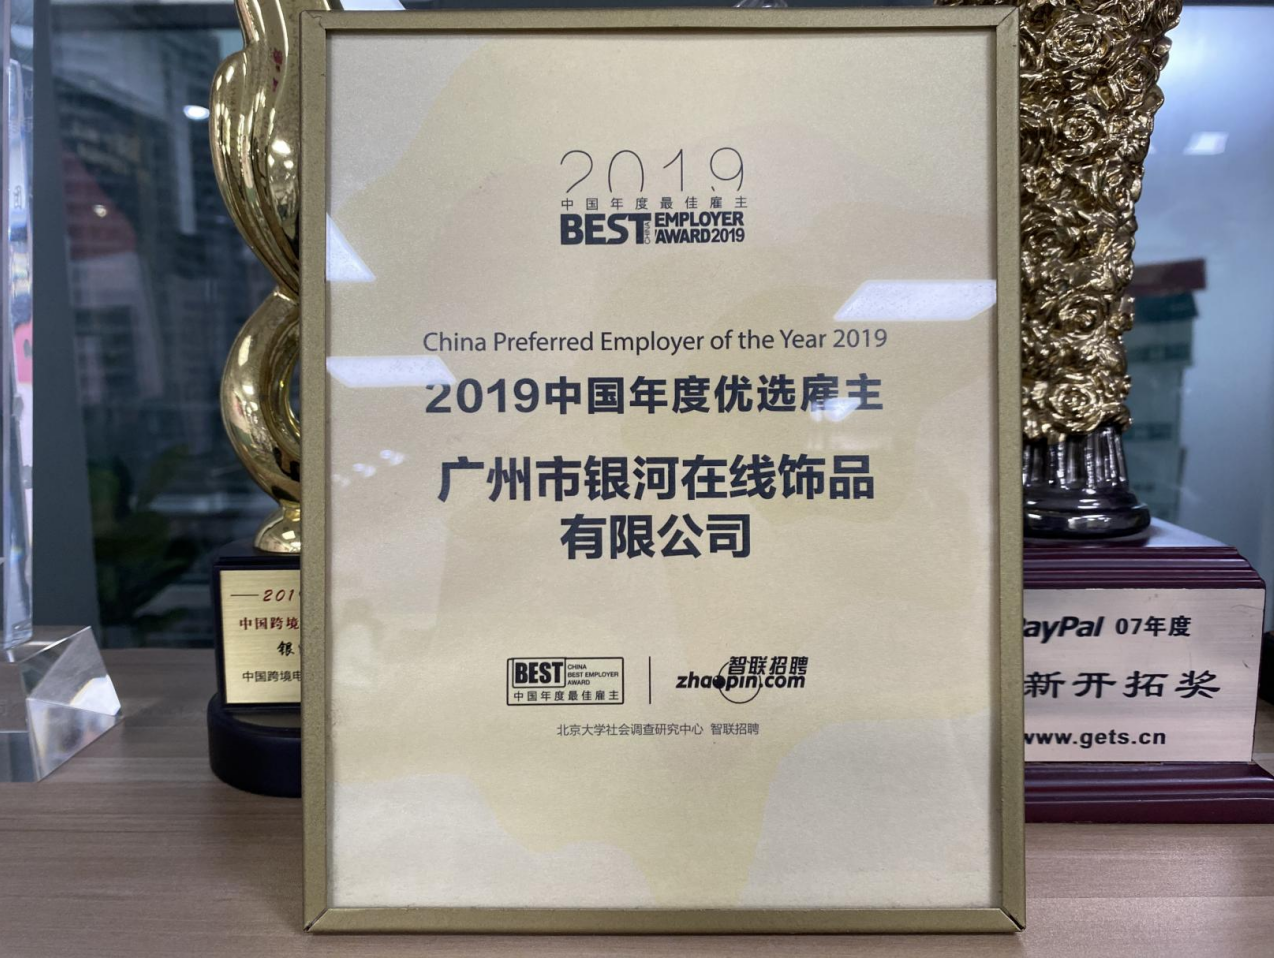 2019
中国年度最佳雇主
BEST EMPLOYER
AWARD2019
China Preferred Employer of the Year 2019
2019中国年度优选雇主
广州市银河在线饰品
有限公司
BEST CHINA
BEST EMPLOYER
AWARD
中国年度最佳雇主
智联招聘
zhaopin.com
北京大学社会调查研究中心 智联招聘
201
中国跨境
银
中国跨境电
PayPal 07年度
新开拓奖
www.gets.cn